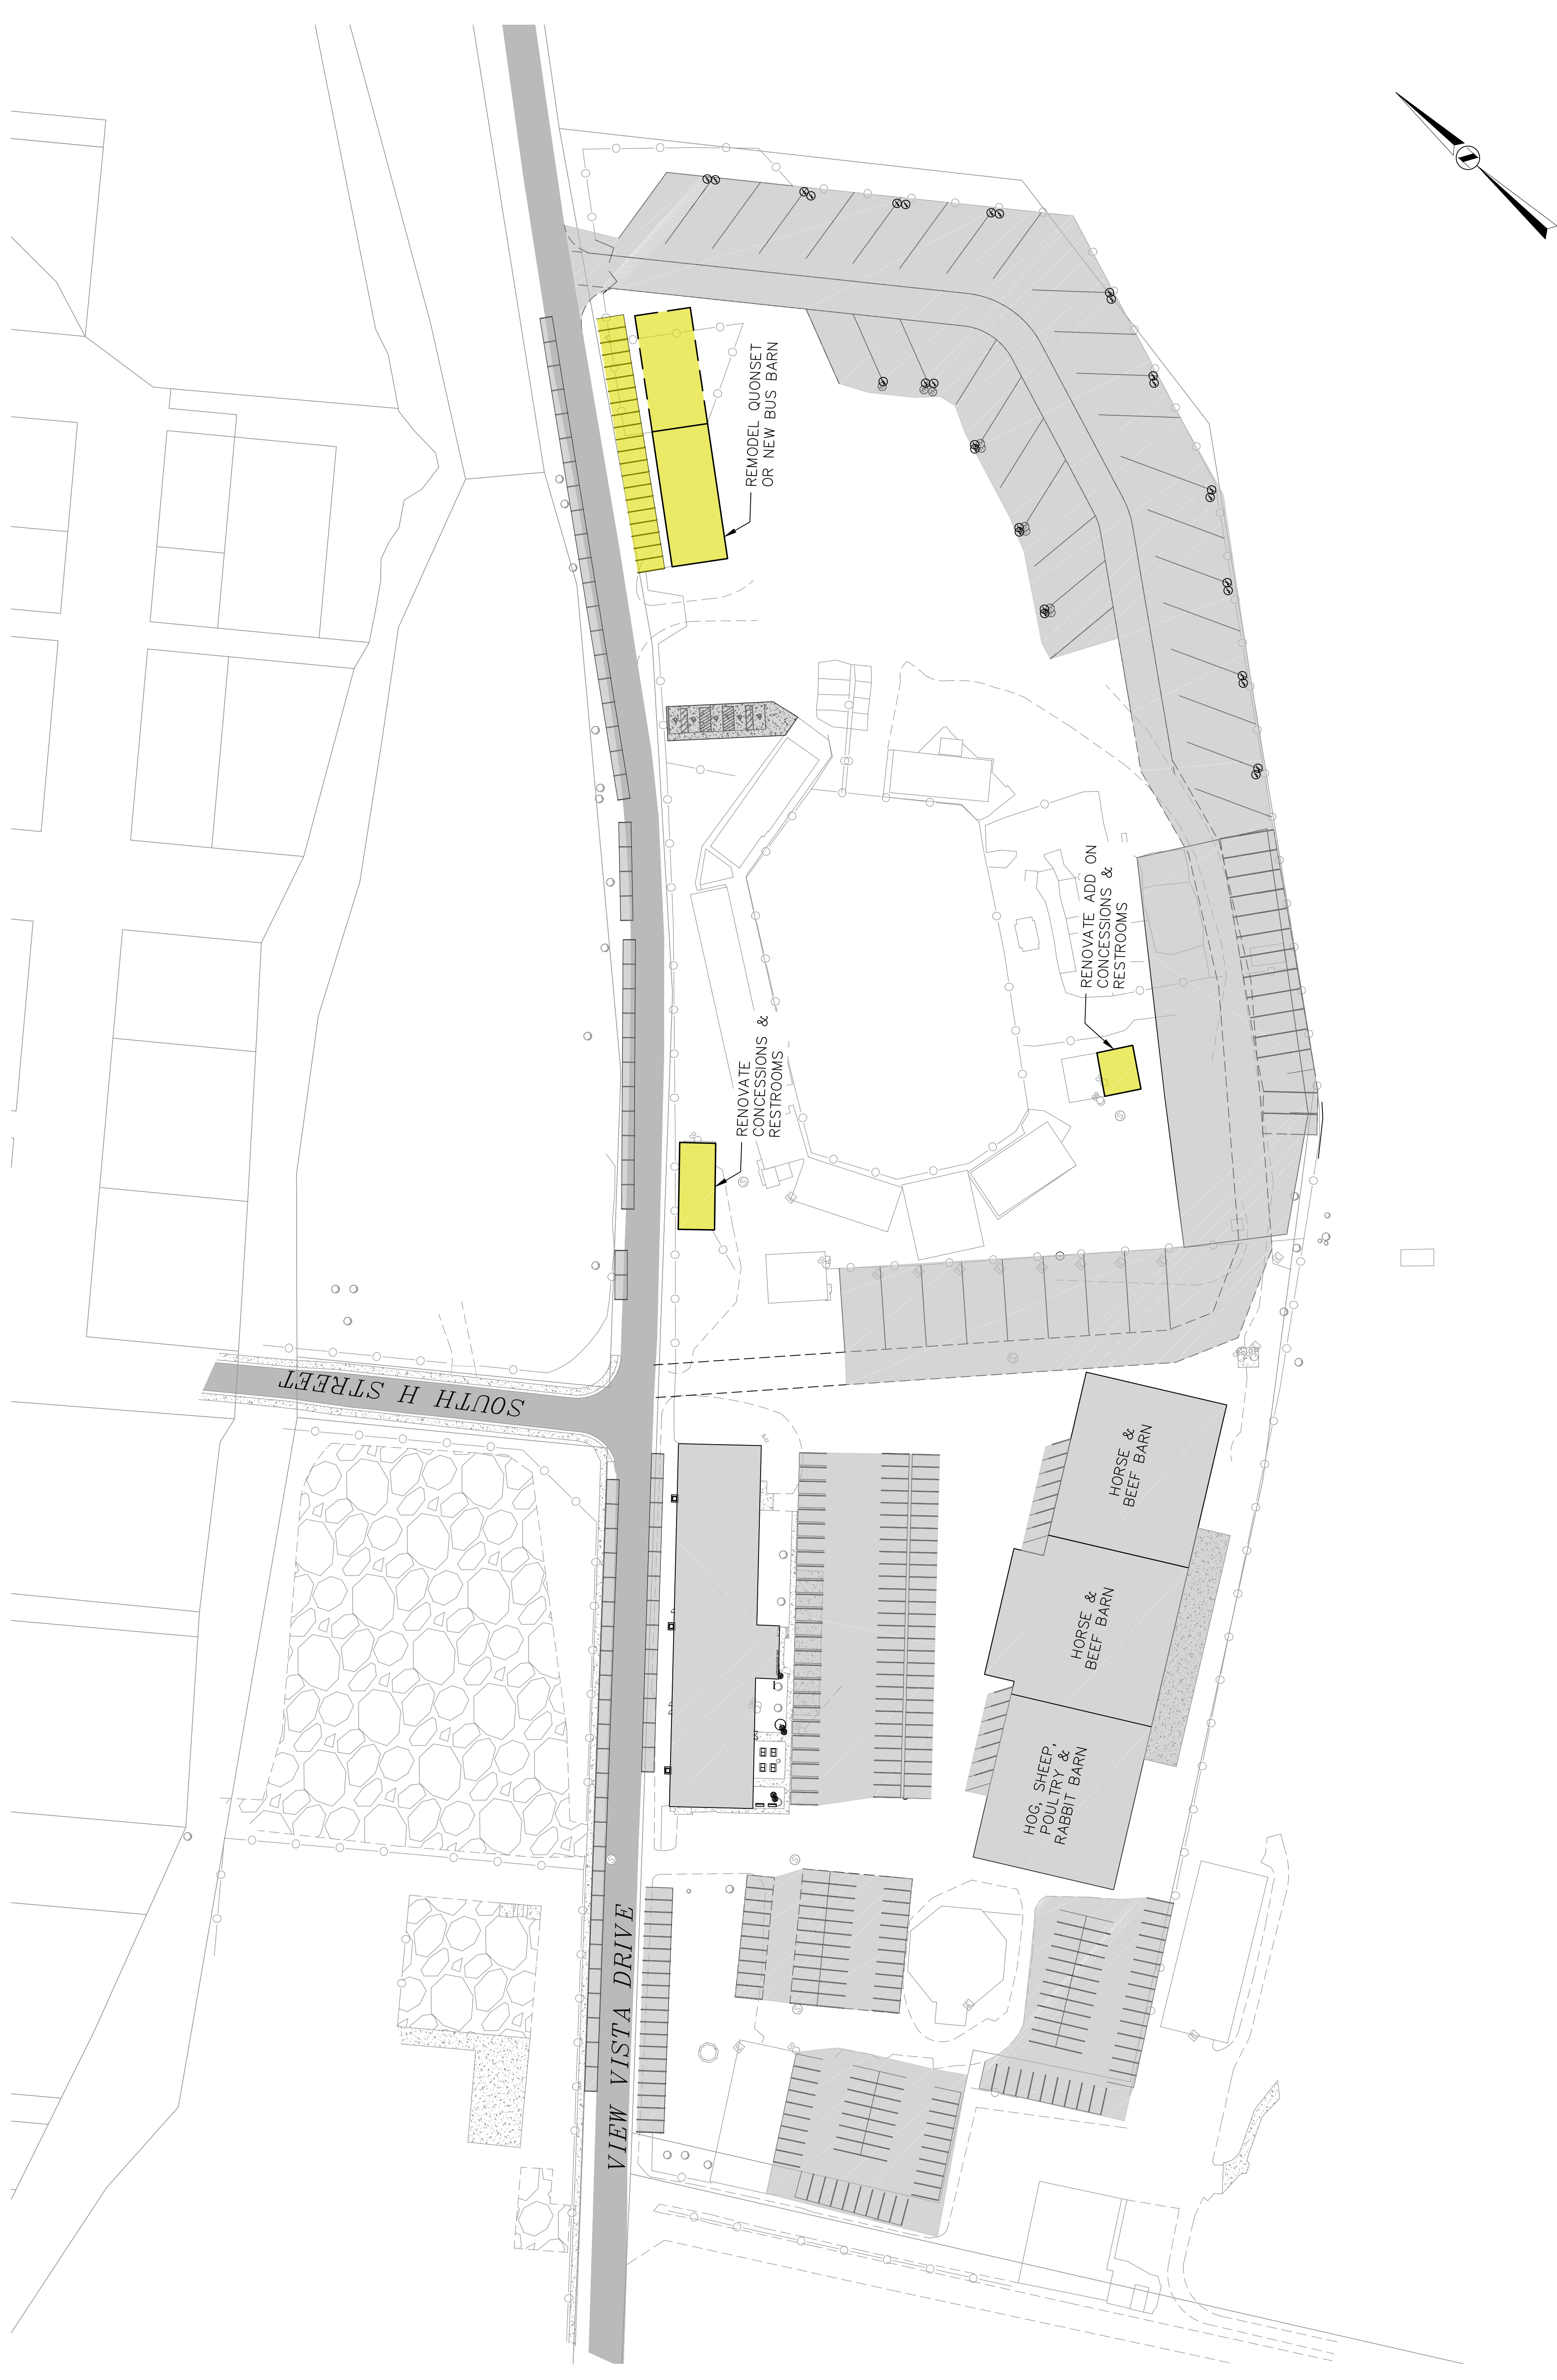 REMODEL QUONSET
OR NEW BUS BARN
RENOVATE ADD ON
CONCESSIONS &
RESTROOMS
RENOVATE
CONCESSIONS &
RESTROOMS
SOUTH H STREET
HORSE &
BEEF BARN
HORSE &
BEEF BARN
HOG, SHEEP,
POULTRY &
RABBIT BARN
VIEW VISTA DRIVE